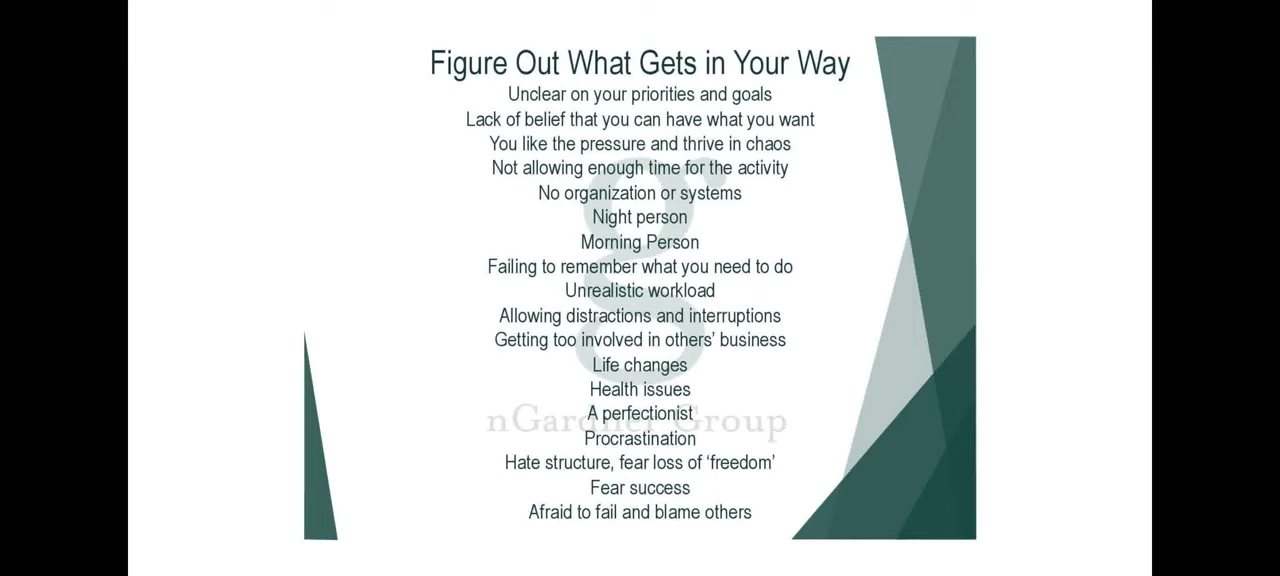 Figure Out What Gets in Your Way
Unclear on your priorities and goals
Lack of belief that you can have what you want
You like the pressure and thrive in chaos
Not allowing enough time for the activity
No organization or systems
Night person
Morning Person
Failing to remember what you need to do
Unrealistic workload
Allowing distractions and interruptions
Getting too involved in others’ business
Life changes
Health issues
A perfectionist
nGardner Group
Procrastination
Hate structure, fear loss of ‘freedom’
Fear success
Afraid to fail and blame others